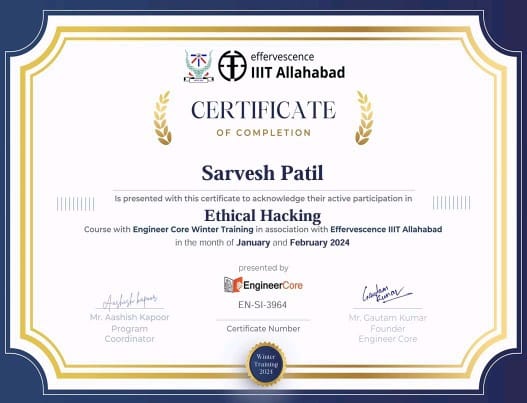 effervescence
IIIT Allahabad
CERTIFICATE
OF COMPLETION
Sarvesh Patil
Is presented with this certificate to acknowledge their active participation in
Ethical Hacking
Course with Engineer Core Winter Training in association with Effervescence IIIT Allahabad
in the month of January and February 2024
presented by
EngineerCore
EN-SI-3964
Certificate Number
Aashish kapoor
Mr. Aashish Kapoor
Program
Coordinator
Gautam
Kumar
Mr. Gautam Kumar
Founder
Engineer Core
Winter
Training
2024